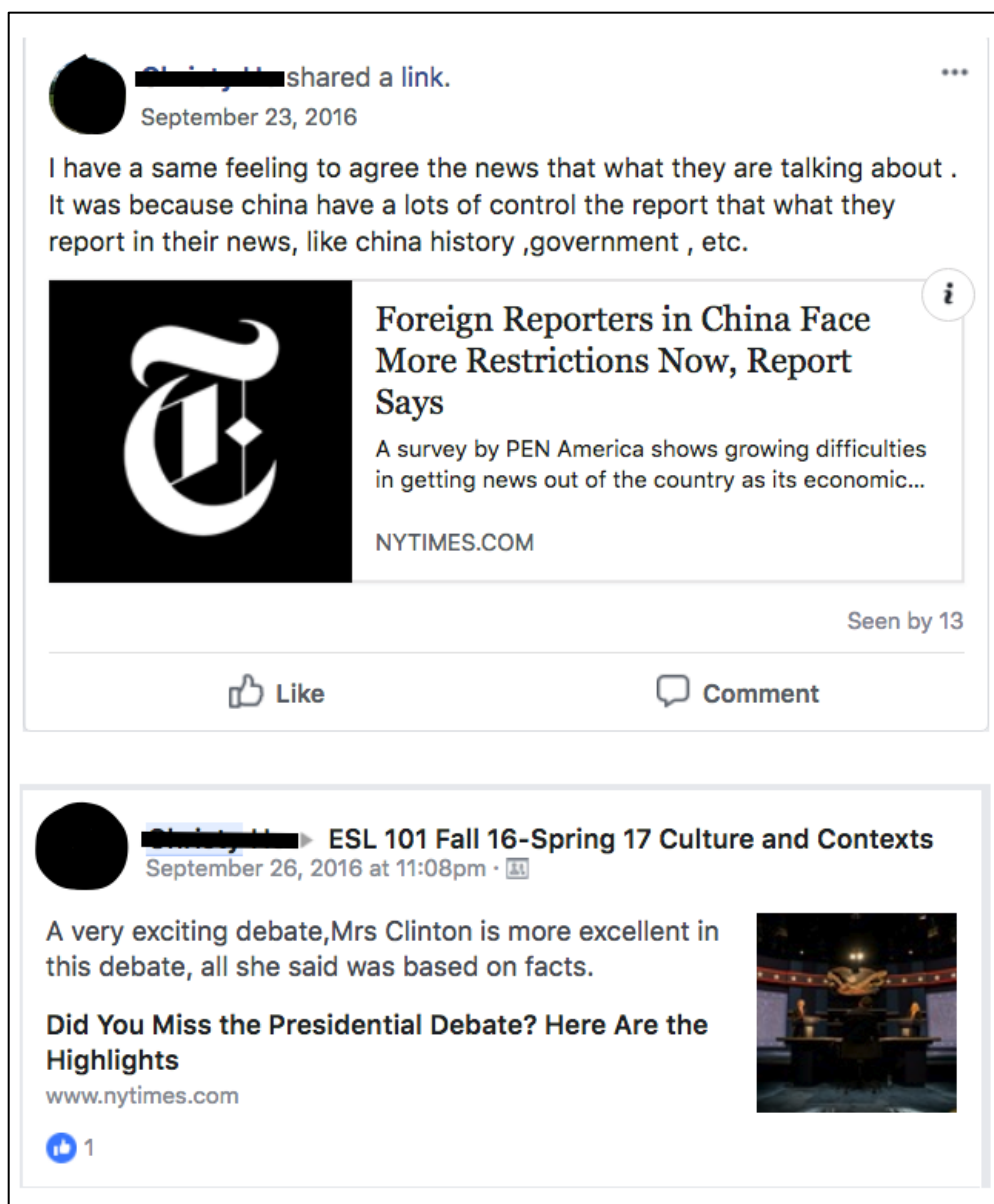 shared a link.
September 23, 2016
I have a same feeling to agree the news that what they are talking about .
It was because china have a lots of control the report that what they
report in their news, like china history ,government , etc.
Foreign Reporters in China Face
More Restrictions Now, Report
Says
A survey by PEN America shows growing difficulties
in getting news out of the country as its economic...
NYTIMES.COM
Seen by 13
Like Comment
ESL 101 Fall 16-Spring 17 Culture and Contexts
September 26, 2016 at 11:08pm ·
A very exciting debate,Mrs Clinton is more excellent in
this debate, all she said was based on facts.
Did You Miss the Presidential Debate? Here Are the
Highlights
www.nytimes.com
1